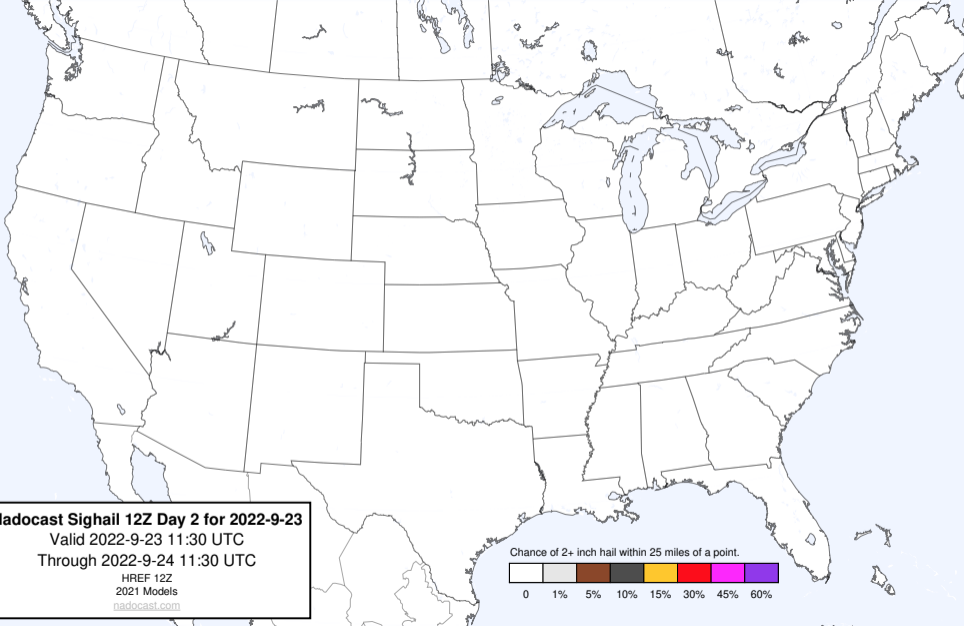 adocast Sighail 12Z Day 2 for 2022-9-23
Valid 2022-9-23 11:30 UTC
Through 2022-9-24 11:30 UTC
HREF 12Z
2021 Models
nadocast.com
Chance of 2+ inch hail within 25 miles of a point.
0 1% 5% 10% 15% 30% 45% 60%